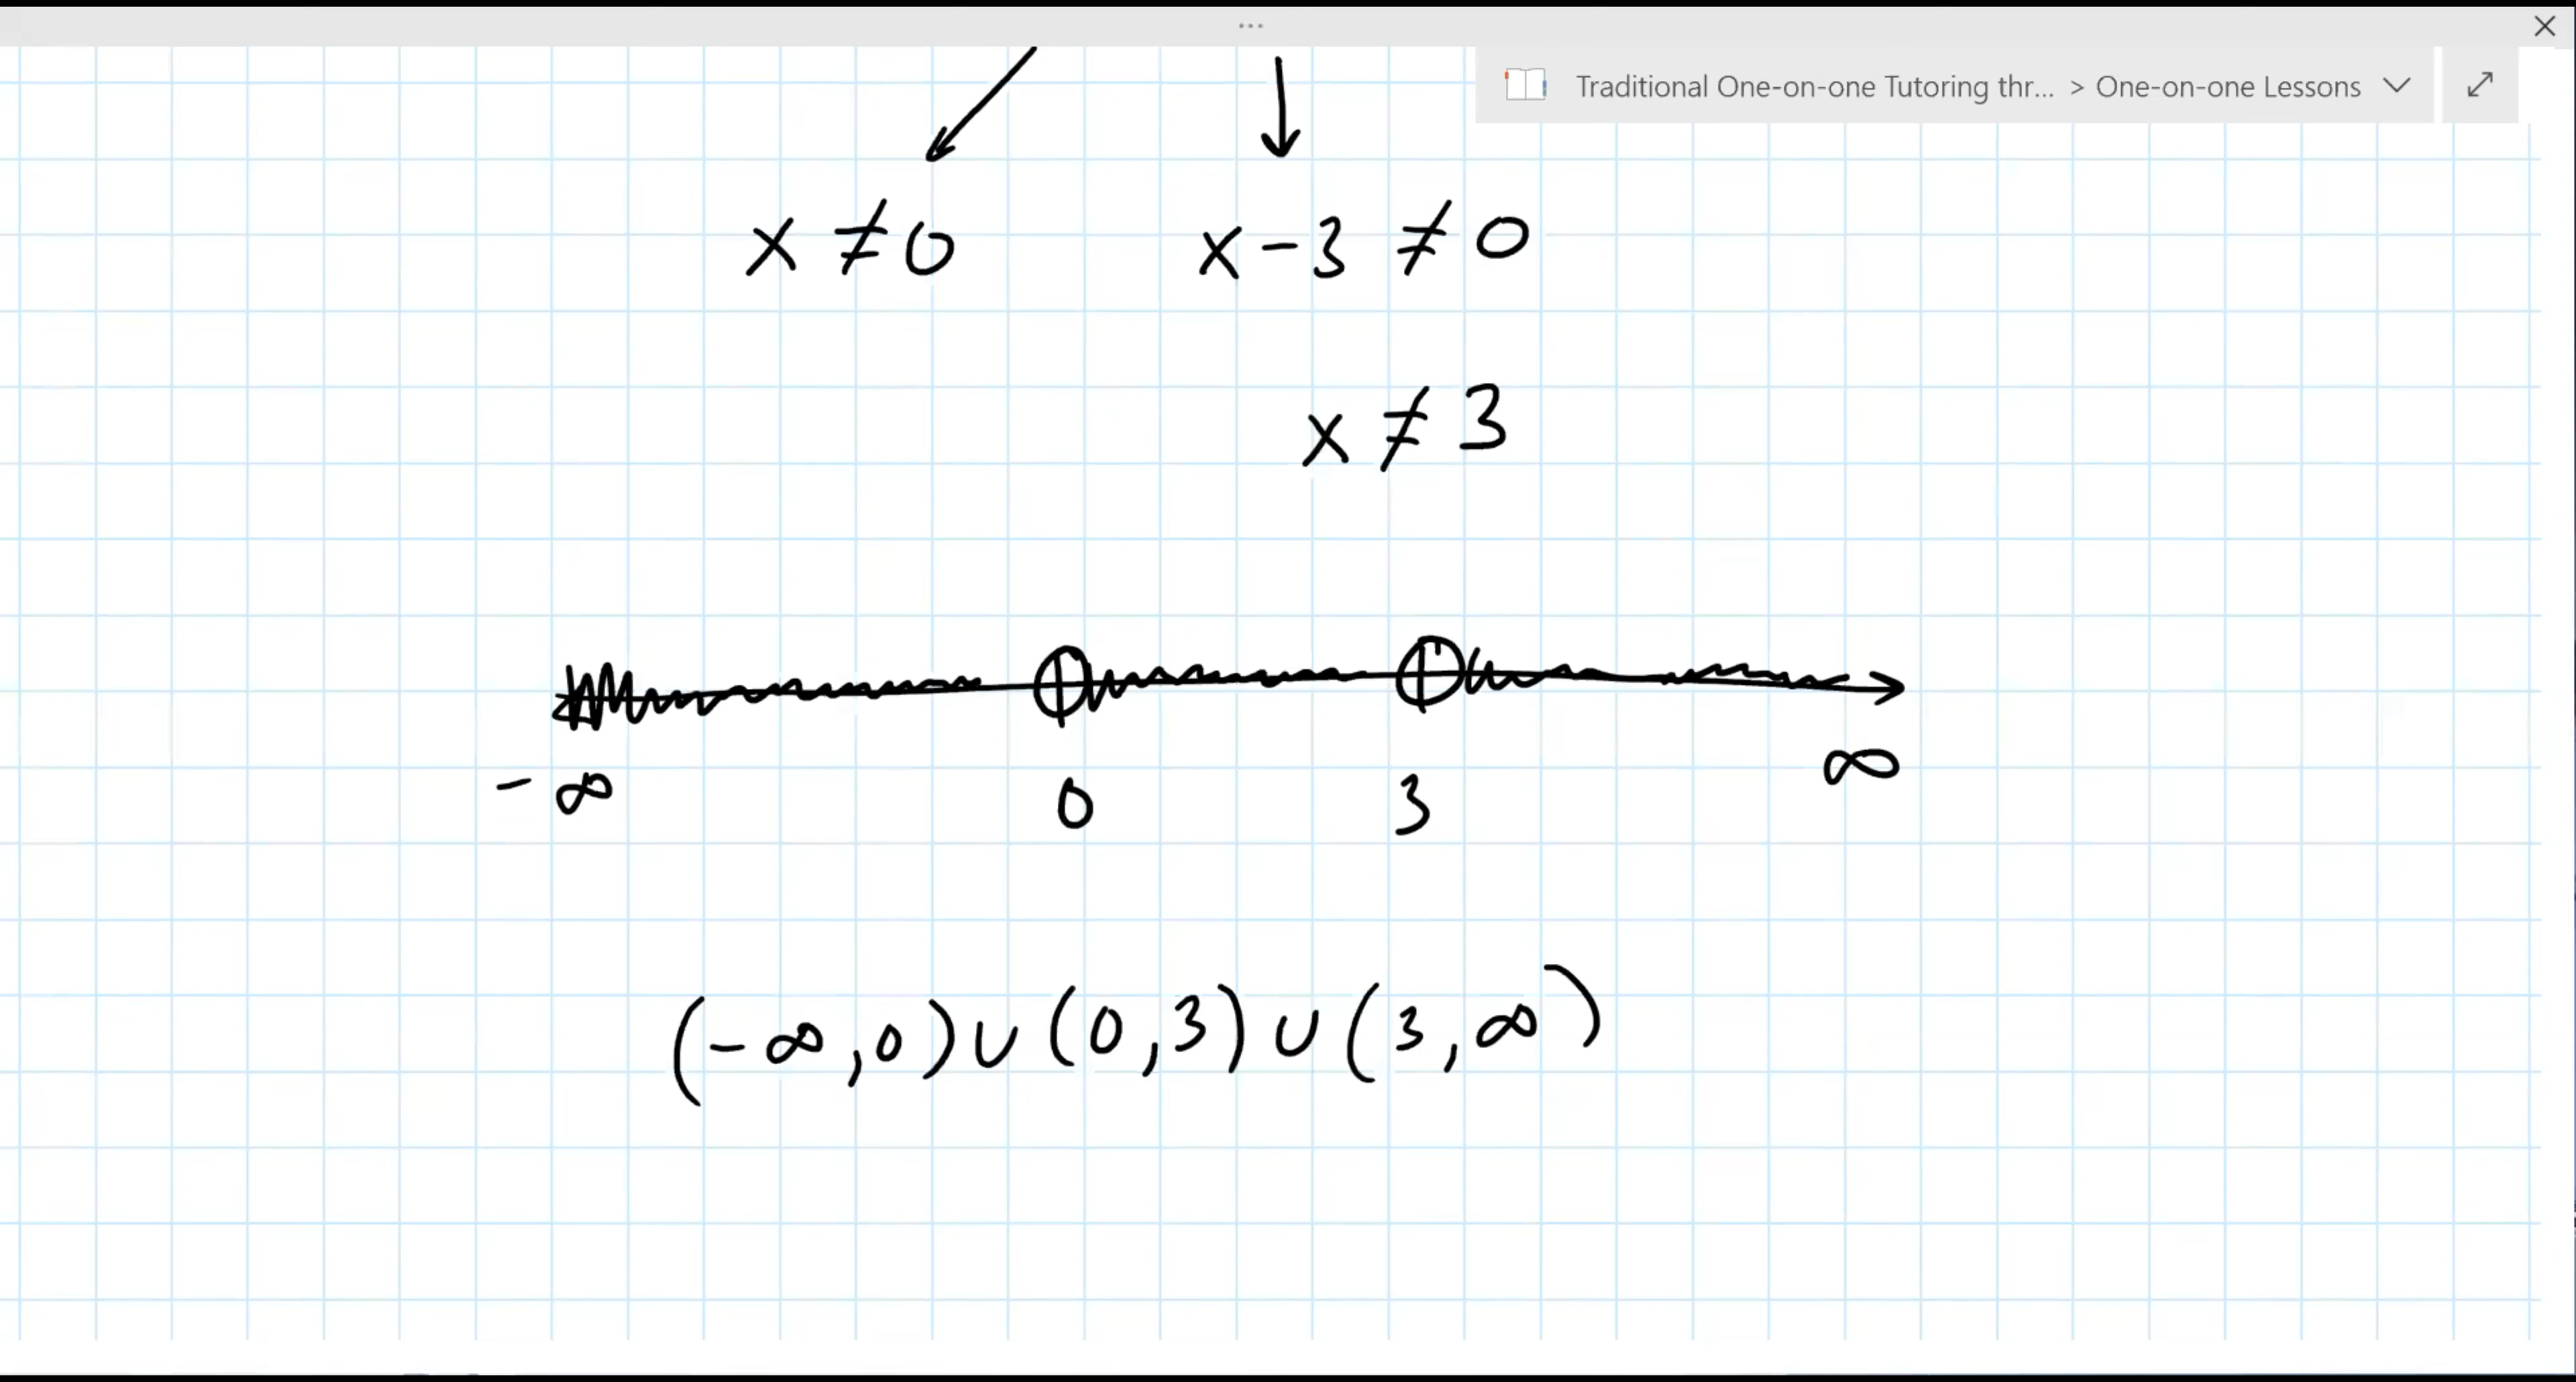 ...
Traditional One-on-one Tutoring thr... > One-on-one Lessons
x ≠ 0 x - 3 ≠ 0
x ≠ 3
- ∞ 0 3 ∞
(-∞,0)∪(0,3)∪(3,∞)